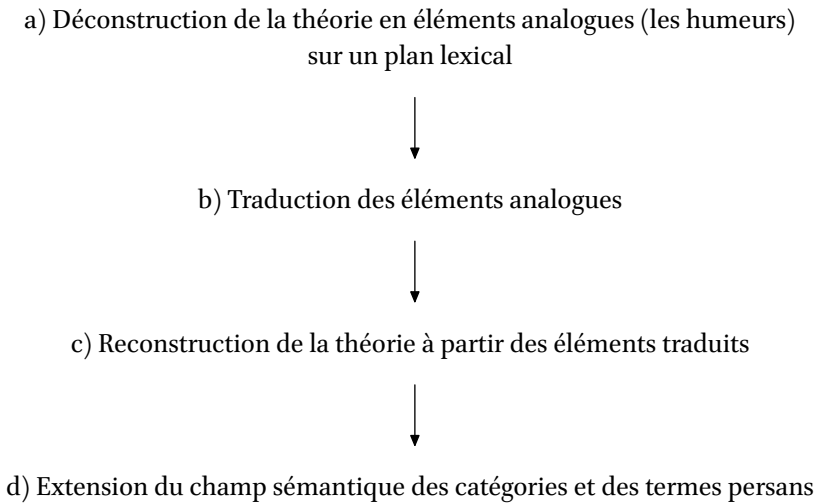 a) Déconstruction de la théorie en éléments analogues (les humeurs)
sur un plan lexical
b) Traduction des éléments analogues
c) Reconstruction de la théorie à partir des éléments traduits
d) Extension du champ sémantique des catégories et des termes persans